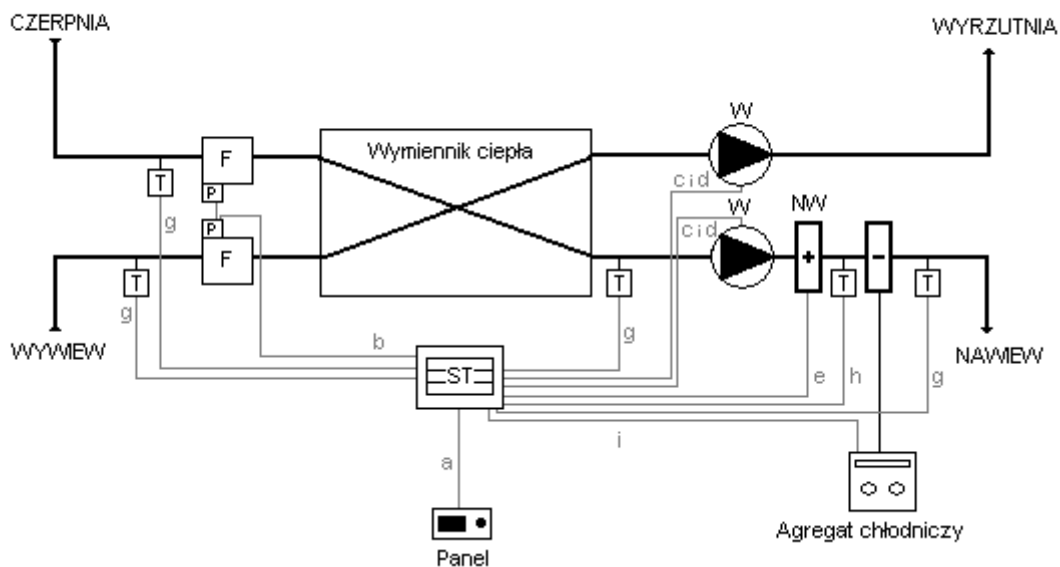 CZERPNIA
WYRZUTNIA
W
F
Wymiennik ciepła
T
P
c i d
g
P
W
NW
c i d
F
+
-
T
T
T
T
g
WYWIEW
b
g
NAWIEW
ST
e
h
g
i
a
Agregat chłodniczy
Panel